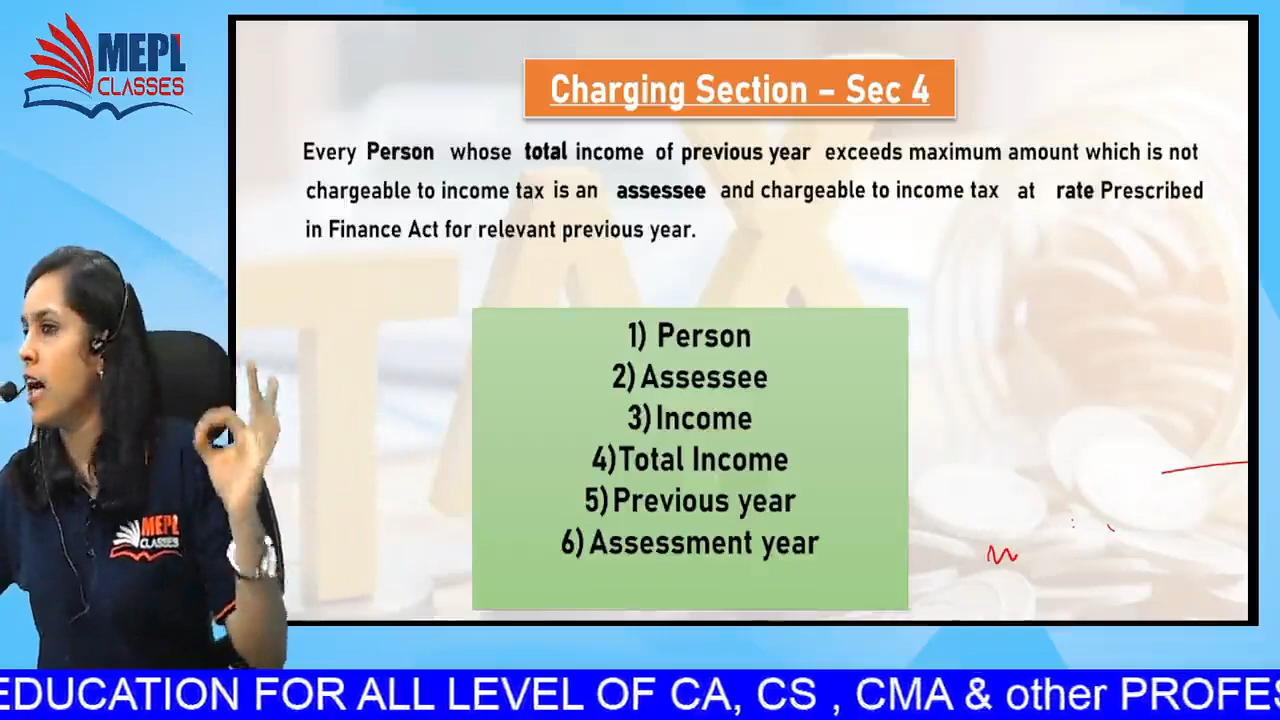 MEPL
CLASSES
Charging Section – Sec 4
Every Person whose total income of previous year exceeds maximum amount which is not
chargeable to income tax is an assessee and chargeable to income tax at rate Prescribed
in Finance Act for relevant previous year.
1) Person
2) Assessee
3) Income
4) Total Income
5) Previous year
6) Assessment year
MEPL
CLASSES
EDUCATION FOR ALL LEVEL OF CA, CS , CMA & other PROFES